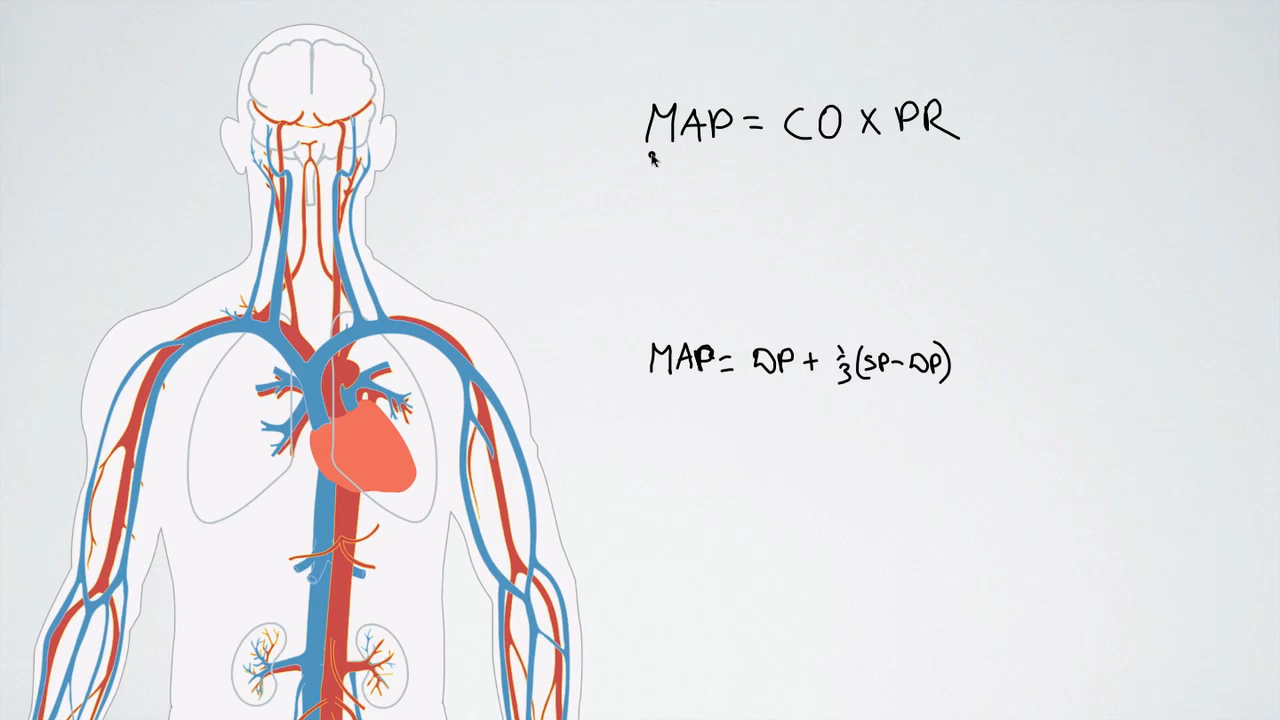 MAP = CO X PR
MAP = DP + 1/3 (SP - DP)